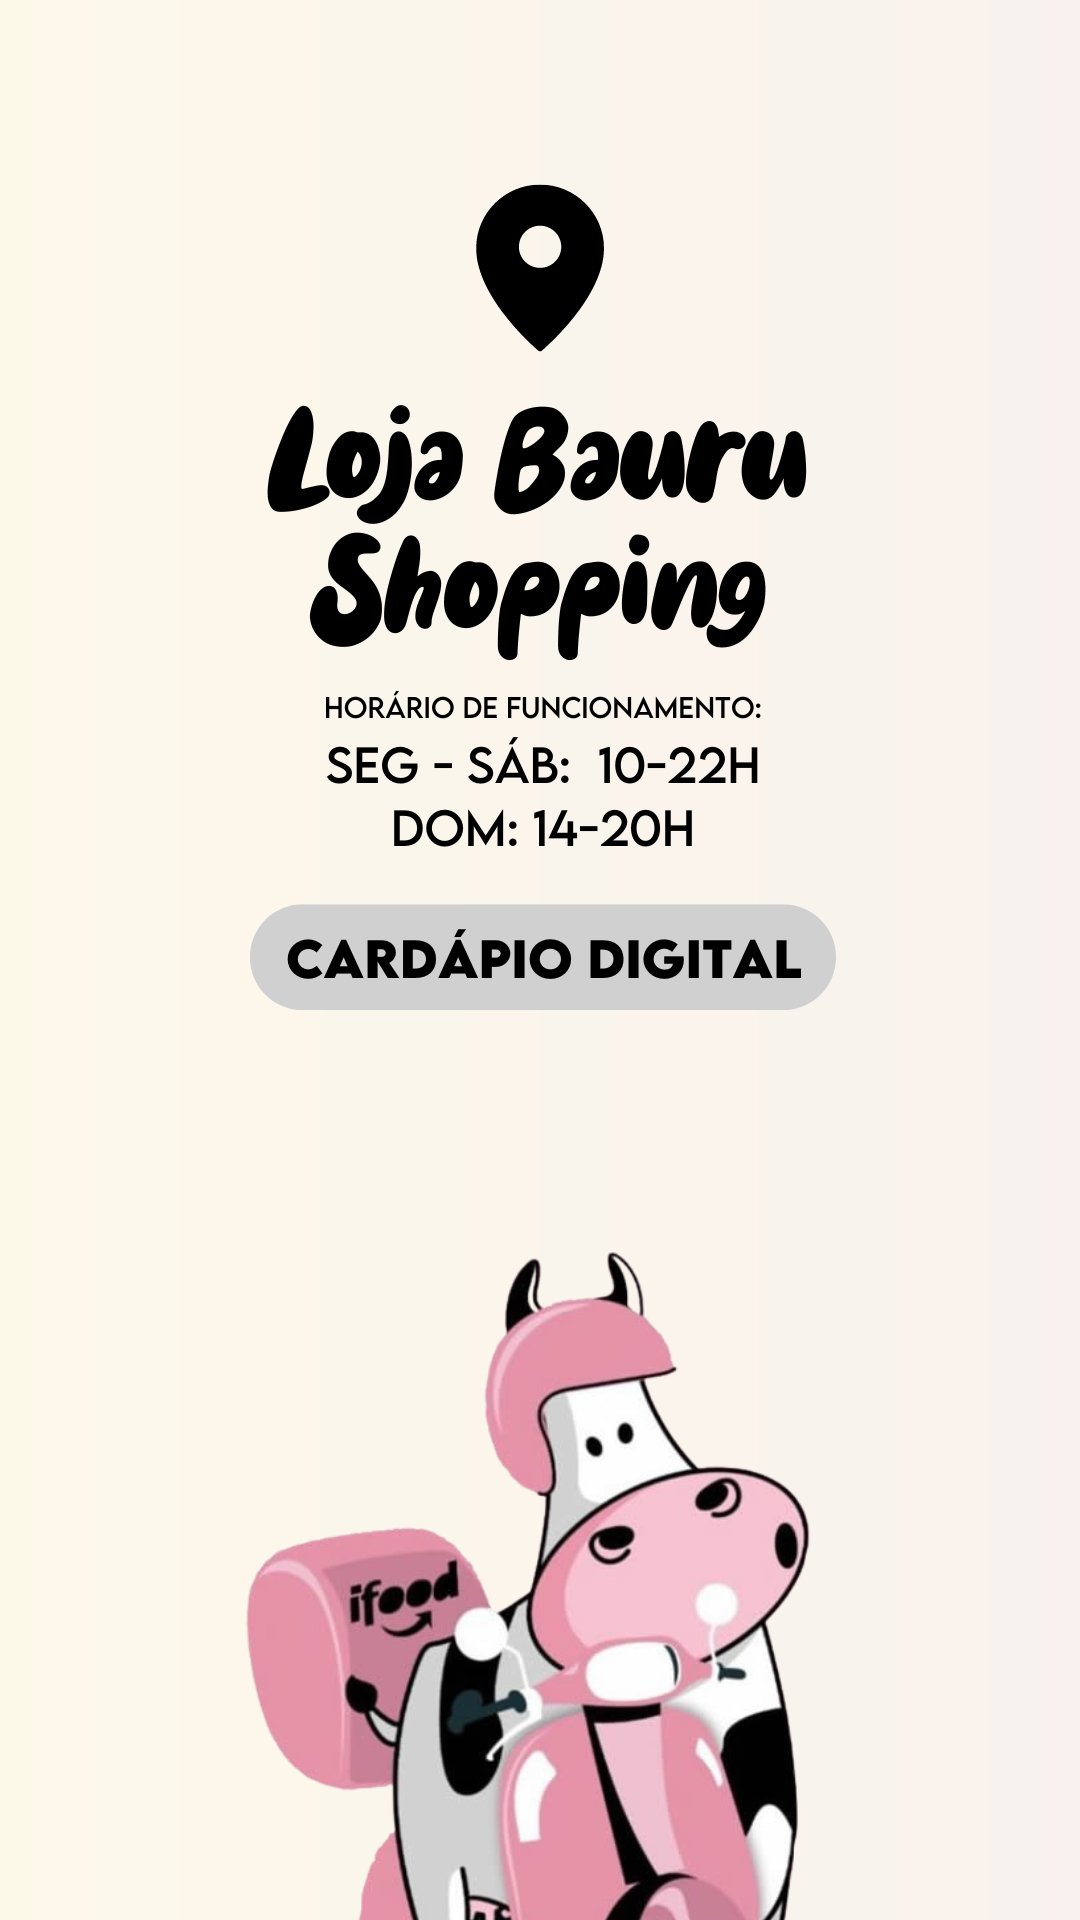 Loja Bauru
Shopping
HORÁRIO DE FUNCIONAMENTO:
SEG - SÁB: 10-22H
DOM: 14-20H
CARDÁPIO DIGITAL
ifood